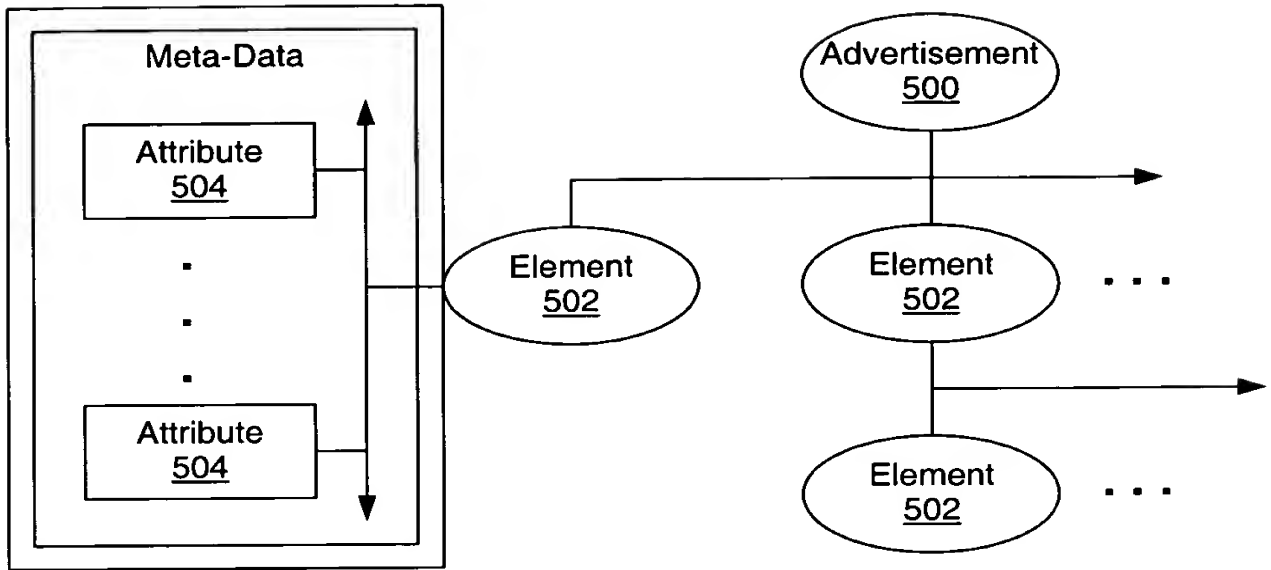 Meta-Data
Attribute
504
Attribute
504
Advertisement
500
Element
502
Element
502
Element
502